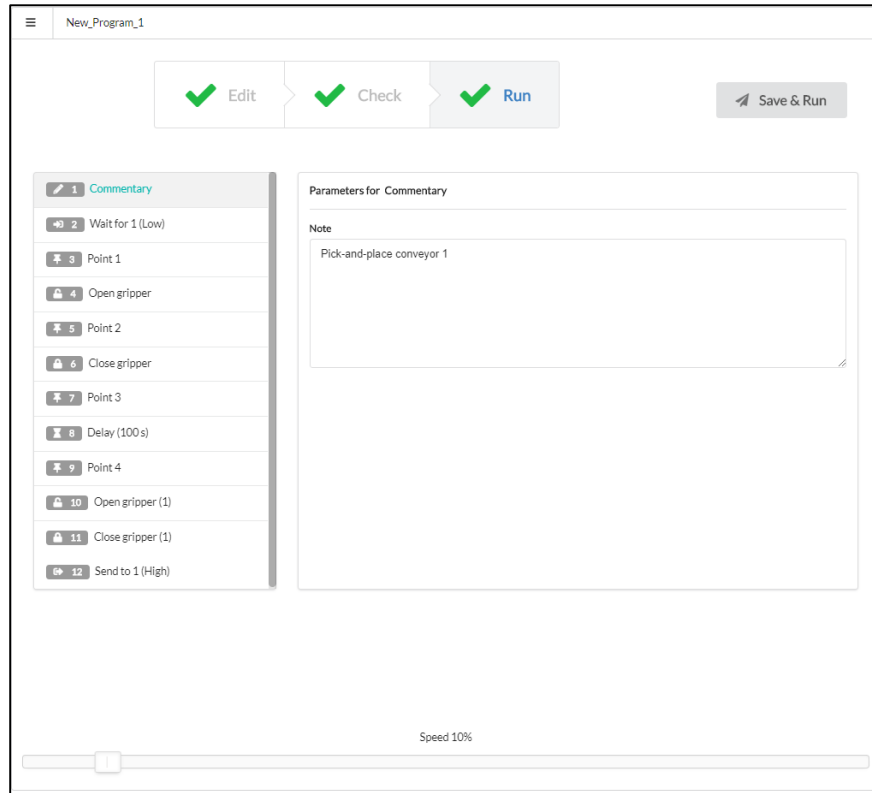 New_Program_1
Edit
Check
Run
Save & Run
1 Commentary
2 Wait for 1 (Low)
3 Point 1
4 Open gripper
5 Point 2
6 Close gripper
7 Point 3
8 Delay (100 s)
9 Point 4
10 Open gripper (1)
11 Close gripper (1)
12 Send to 1 (High)
Parameters for Commentary
Note
Pick-and-place conveyor 1
Speed 10%